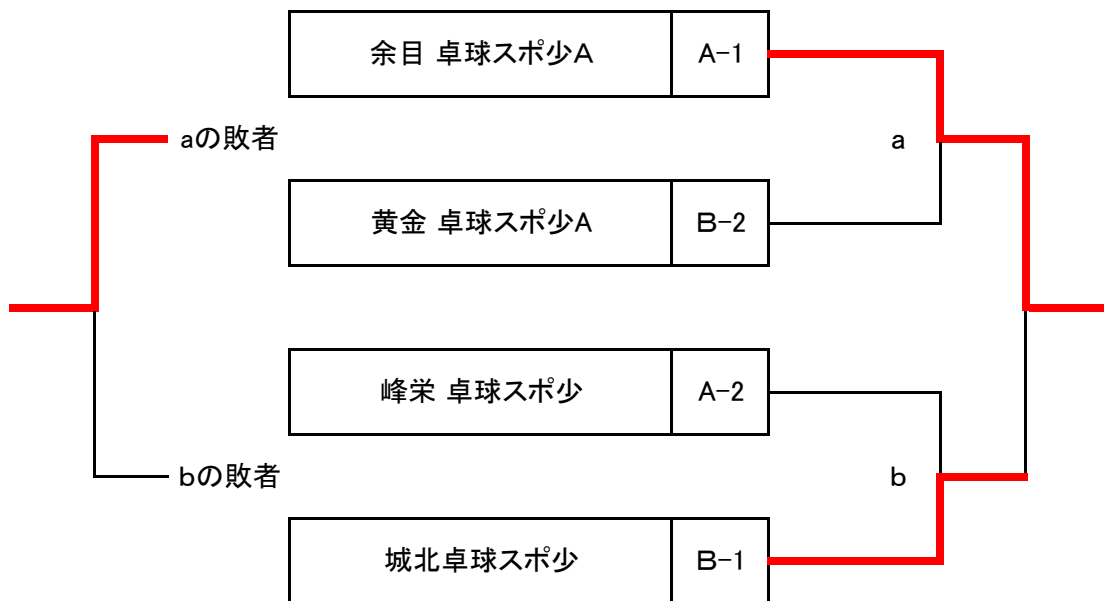 余目 卓球スポ少A A-1
aの敗者 a
黄金 卓球スポ少A B-2
峰栄 卓球スポ少 A-2
bの敗者 b
城北卓球スポ少 B-1